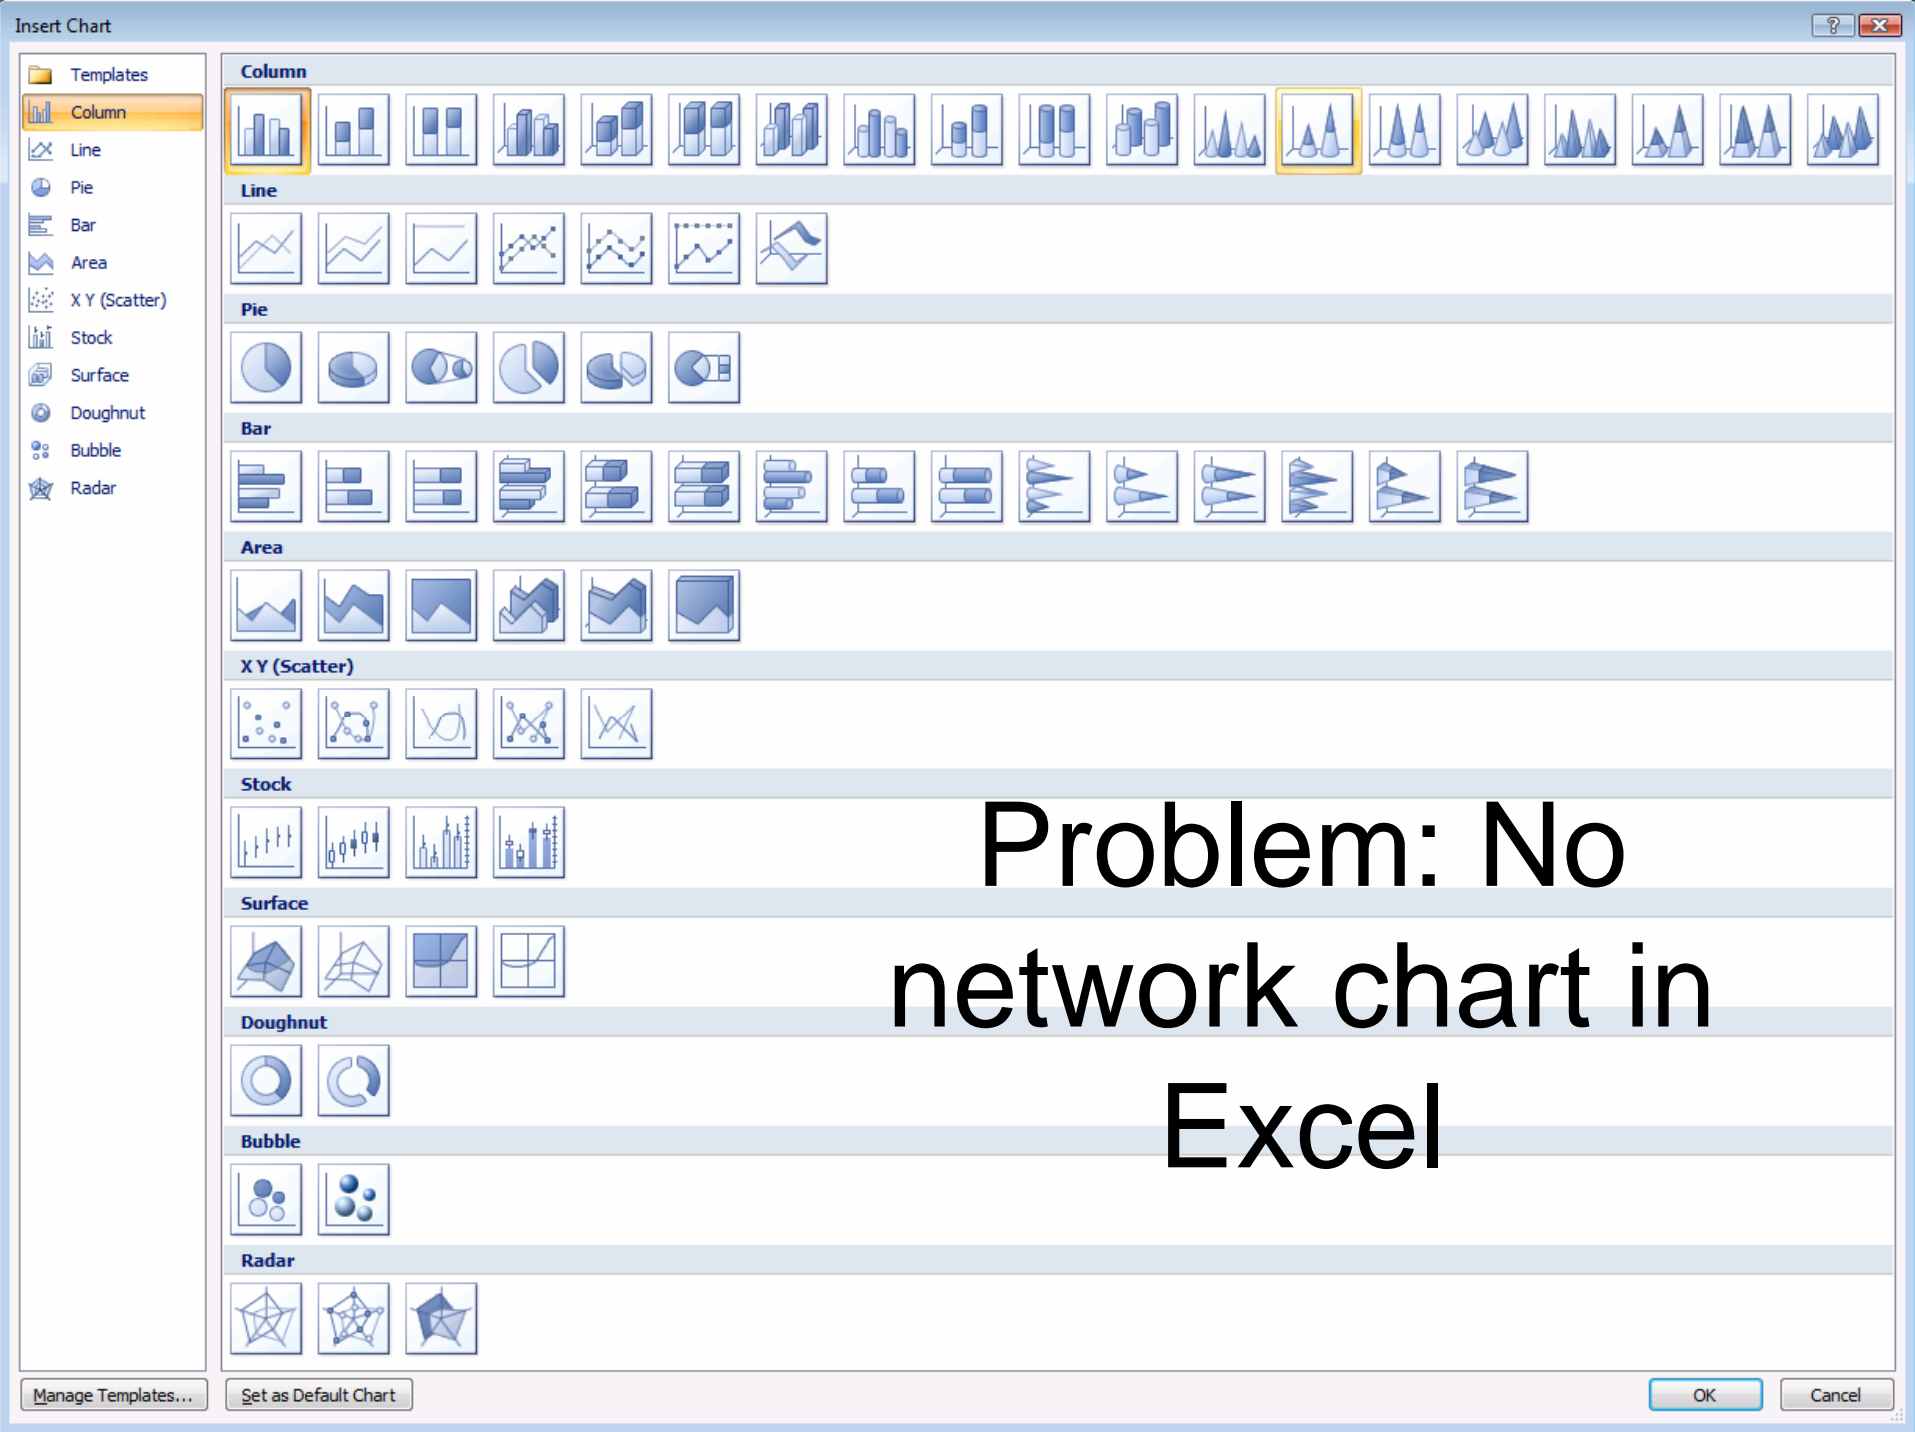 Insert Chart
Templates
Column
Line
Pie
Bar
Area
X Y (Scatter)
Stock
Surface
Doughnut
Bubble
Radar
Column
Line
Pie
Bar
Area
X Y (Scatter)
Stock
Surface
Doughnut
Bubble
Radar
Problem: No
network chart in
Excel
Manage Templates...
Set as Default Chart
OK
Cancel